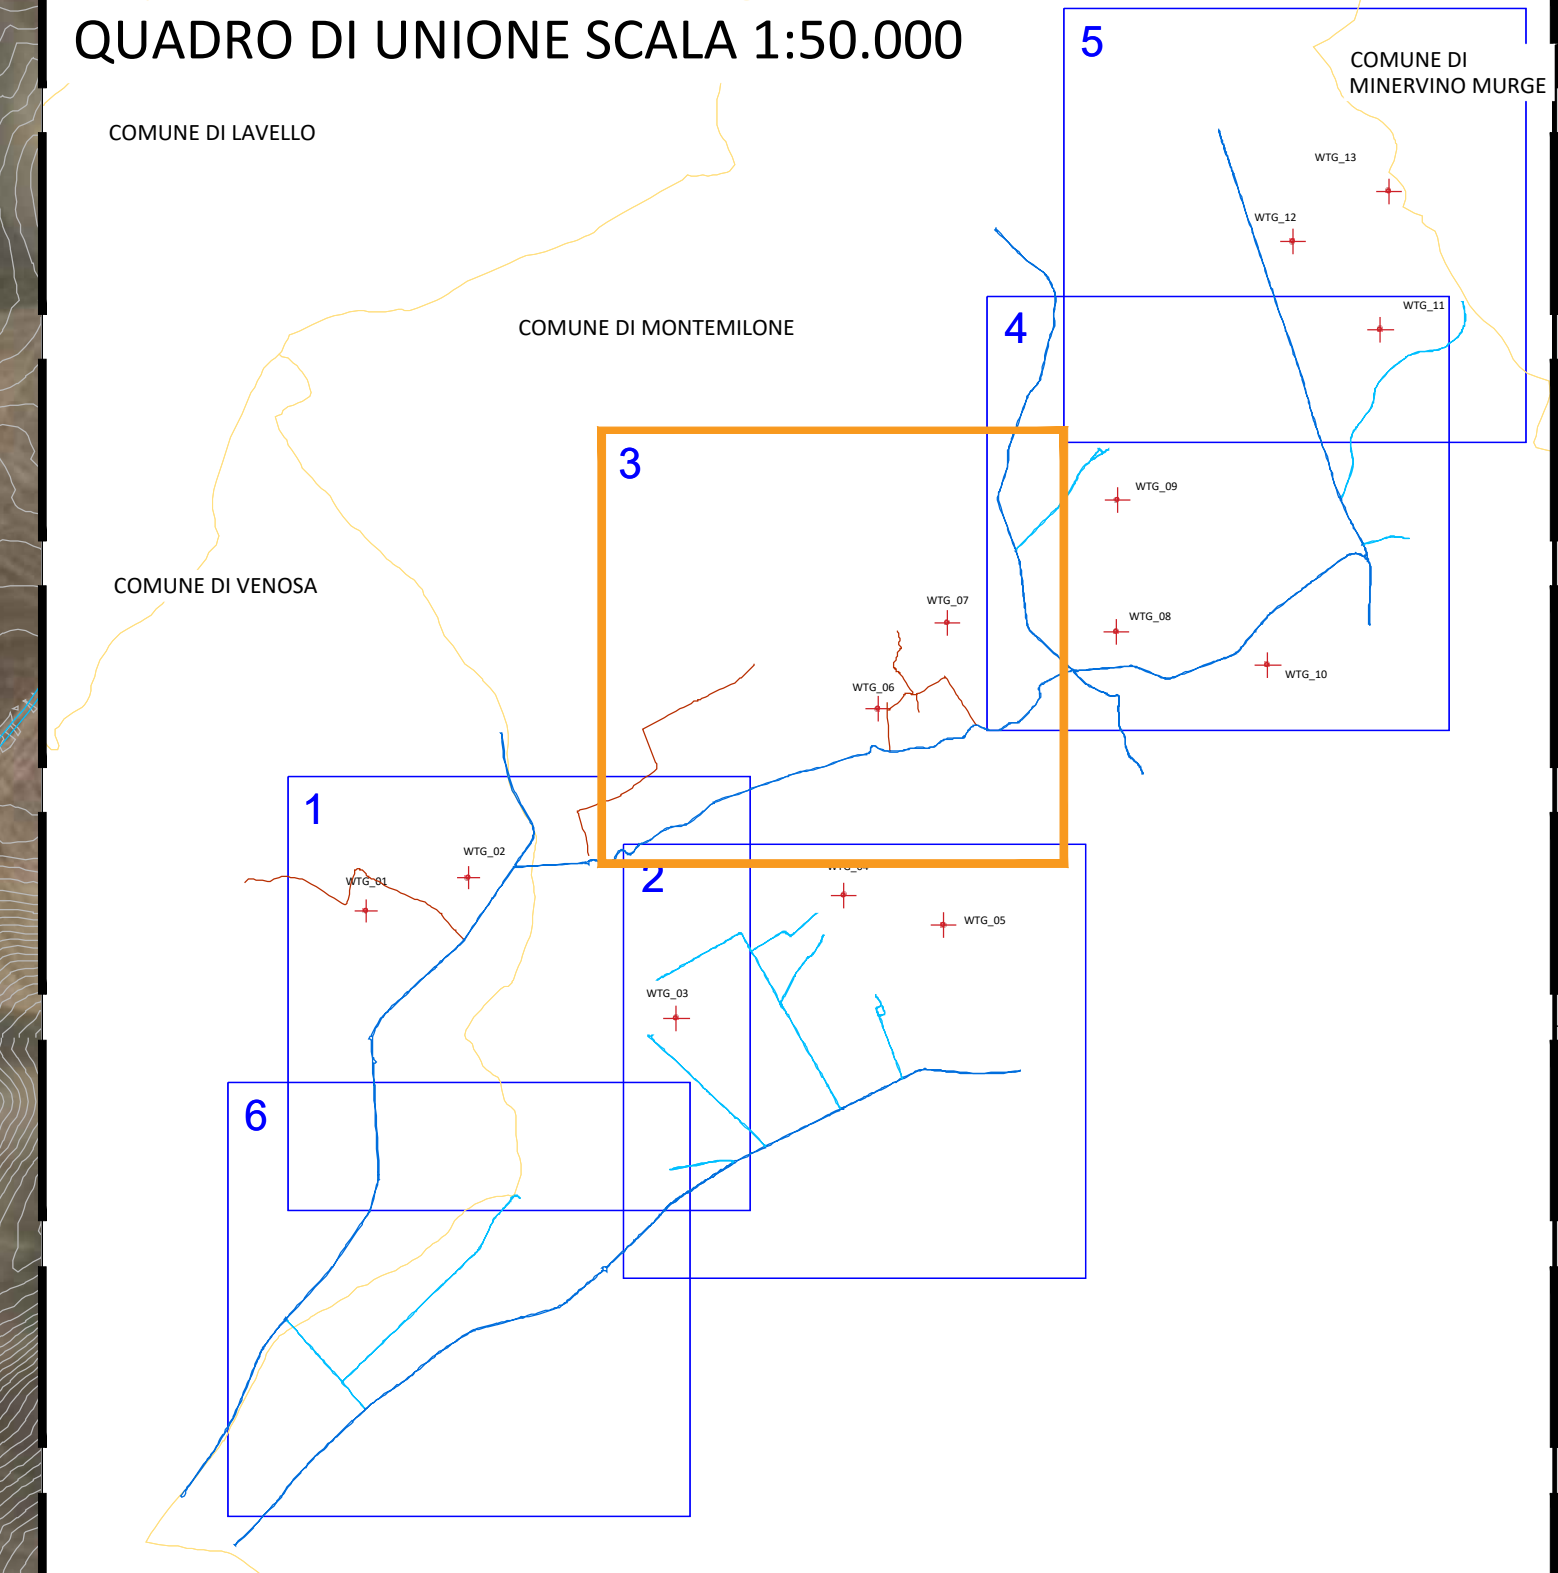 QUADRO DI UNIONE SCALA 1:50.000
5
COMUNE DI
MINERVINO MURGE
COMUNE DI LAVELLO
WTG_13
WTG_12
WTG_11
COMUNE DI MONTEMILONE
4
3
WTG_09
COMUNE DI VENOSA
WTG_07
WTG_08
WTG_10
WTG_06
1
WTG_02
WTG_01
2
WTG_05
WTG_03
6